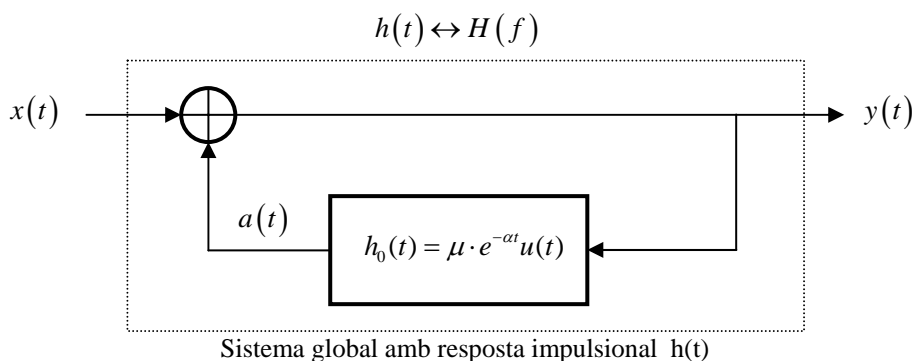 h(t) ↔ H(f)
x(t)
y(t)
a(t)
h₀(t) = μ · e^{-αt} u(t)
Sistema global amb resposta impulsional h(t)